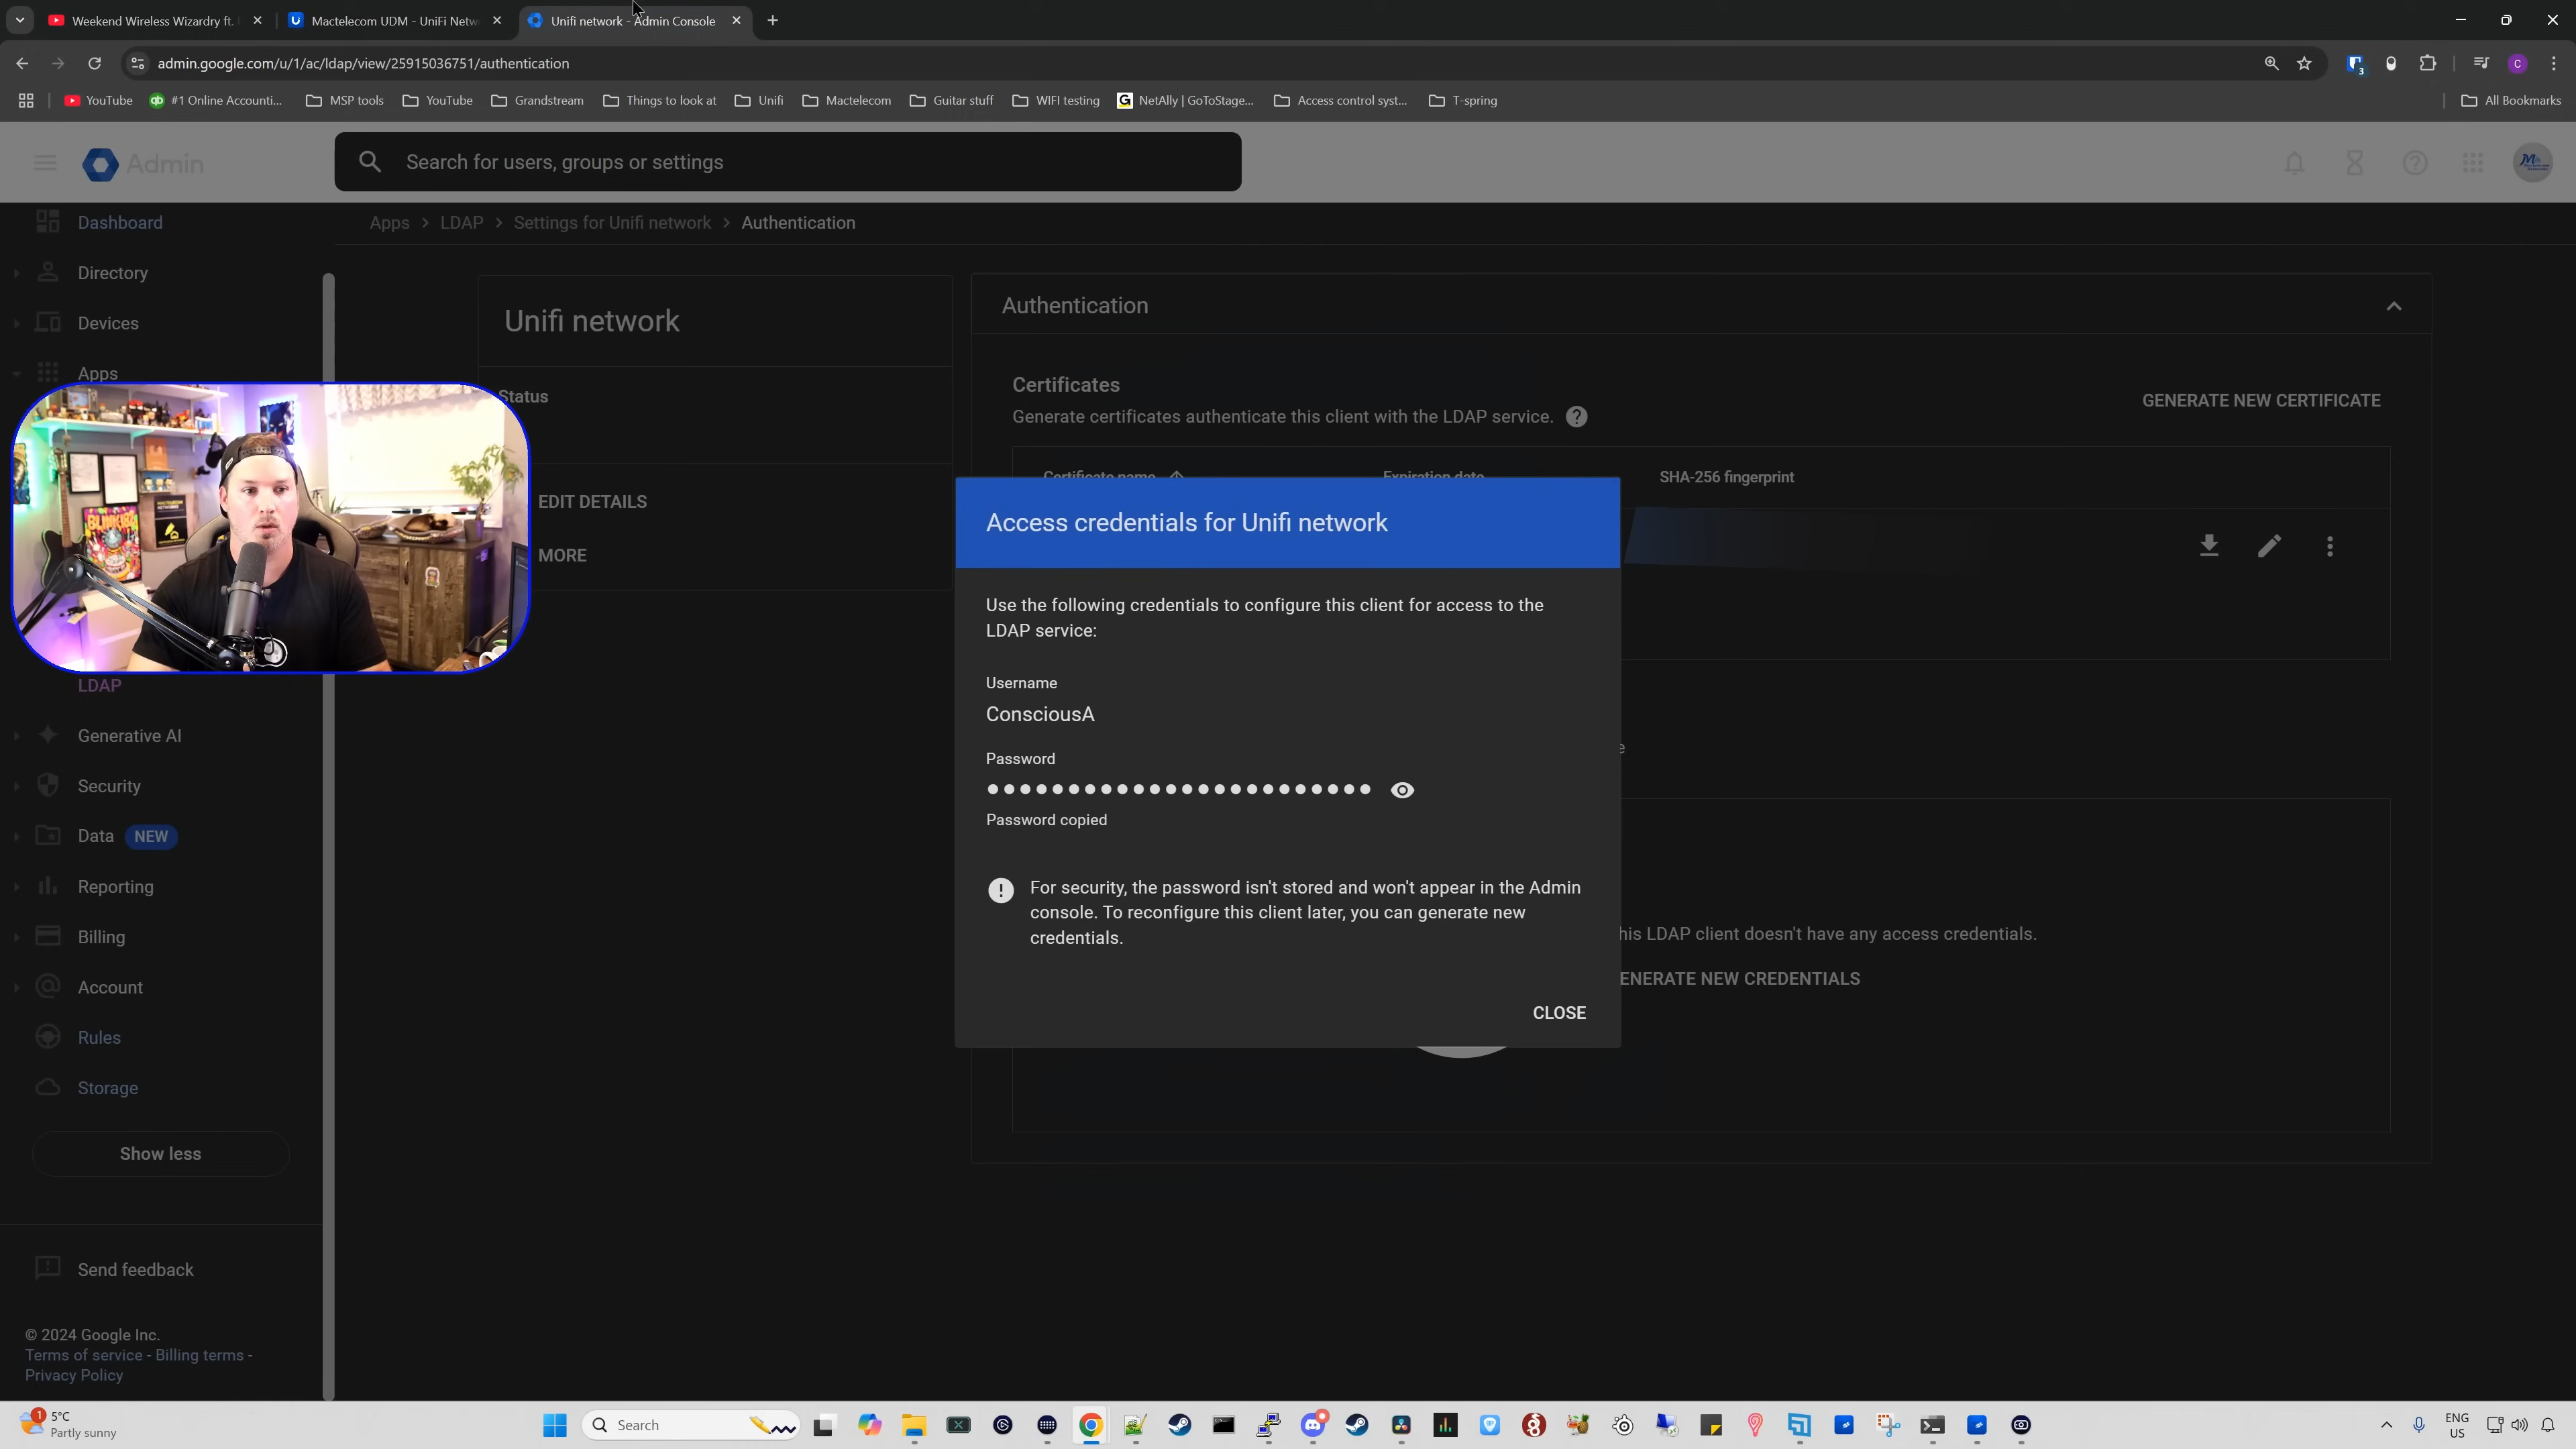 Weekend Wireless Wizardry ft.
Mactelecom UDM - UniFi Netw
Unifi network - Admin Console
admin.google.com/u/1/ac/ldap/view/25915036751/authentication
YouTube
#1 Online Accounti...
MSP tools
YouTube
Grandstream
Things to look at
Unifi
Mactelecom
Guitar stuff
WIFI testing
NetAlly | GoToStage...
Access control syst...
T-spring
All Bookmarks
Admin
Search for users, groups or settings
Dashboard
Apps > LDAP > Settings for Unifi network > Authentication
Directory
Devices
Apps
LDAP
Generative AI
Security
Data NEW
Reporting
Billing
Account
Rules
Storage
Show less
Send feedback
© 2024 Google Inc.
Terms of service - Billing terms -
Privacy Policy
Unifi network
Status
EDIT DETAILS
MORE
Authentication
Certificates
Generate certificates authenticate this client with the LDAP service.
GENERATE NEW CERTIFICATE
Certificate name
Expiration date
SHA-256 fingerprint
Access credentials for Unifi network
Use the following credentials to configure this client for access to the
LDAP service:
Username
ConsciousA
Password
Password copied
For security, the password isn't stored and won't appear in the Admin
console. To reconfigure this client later, you can generate new
credentials.
CLOSE
his LDAP client doesn't have any access credentials.
ENERATE NEW CREDENTIALS
5°C
Partly sunny
Search
ENG
US